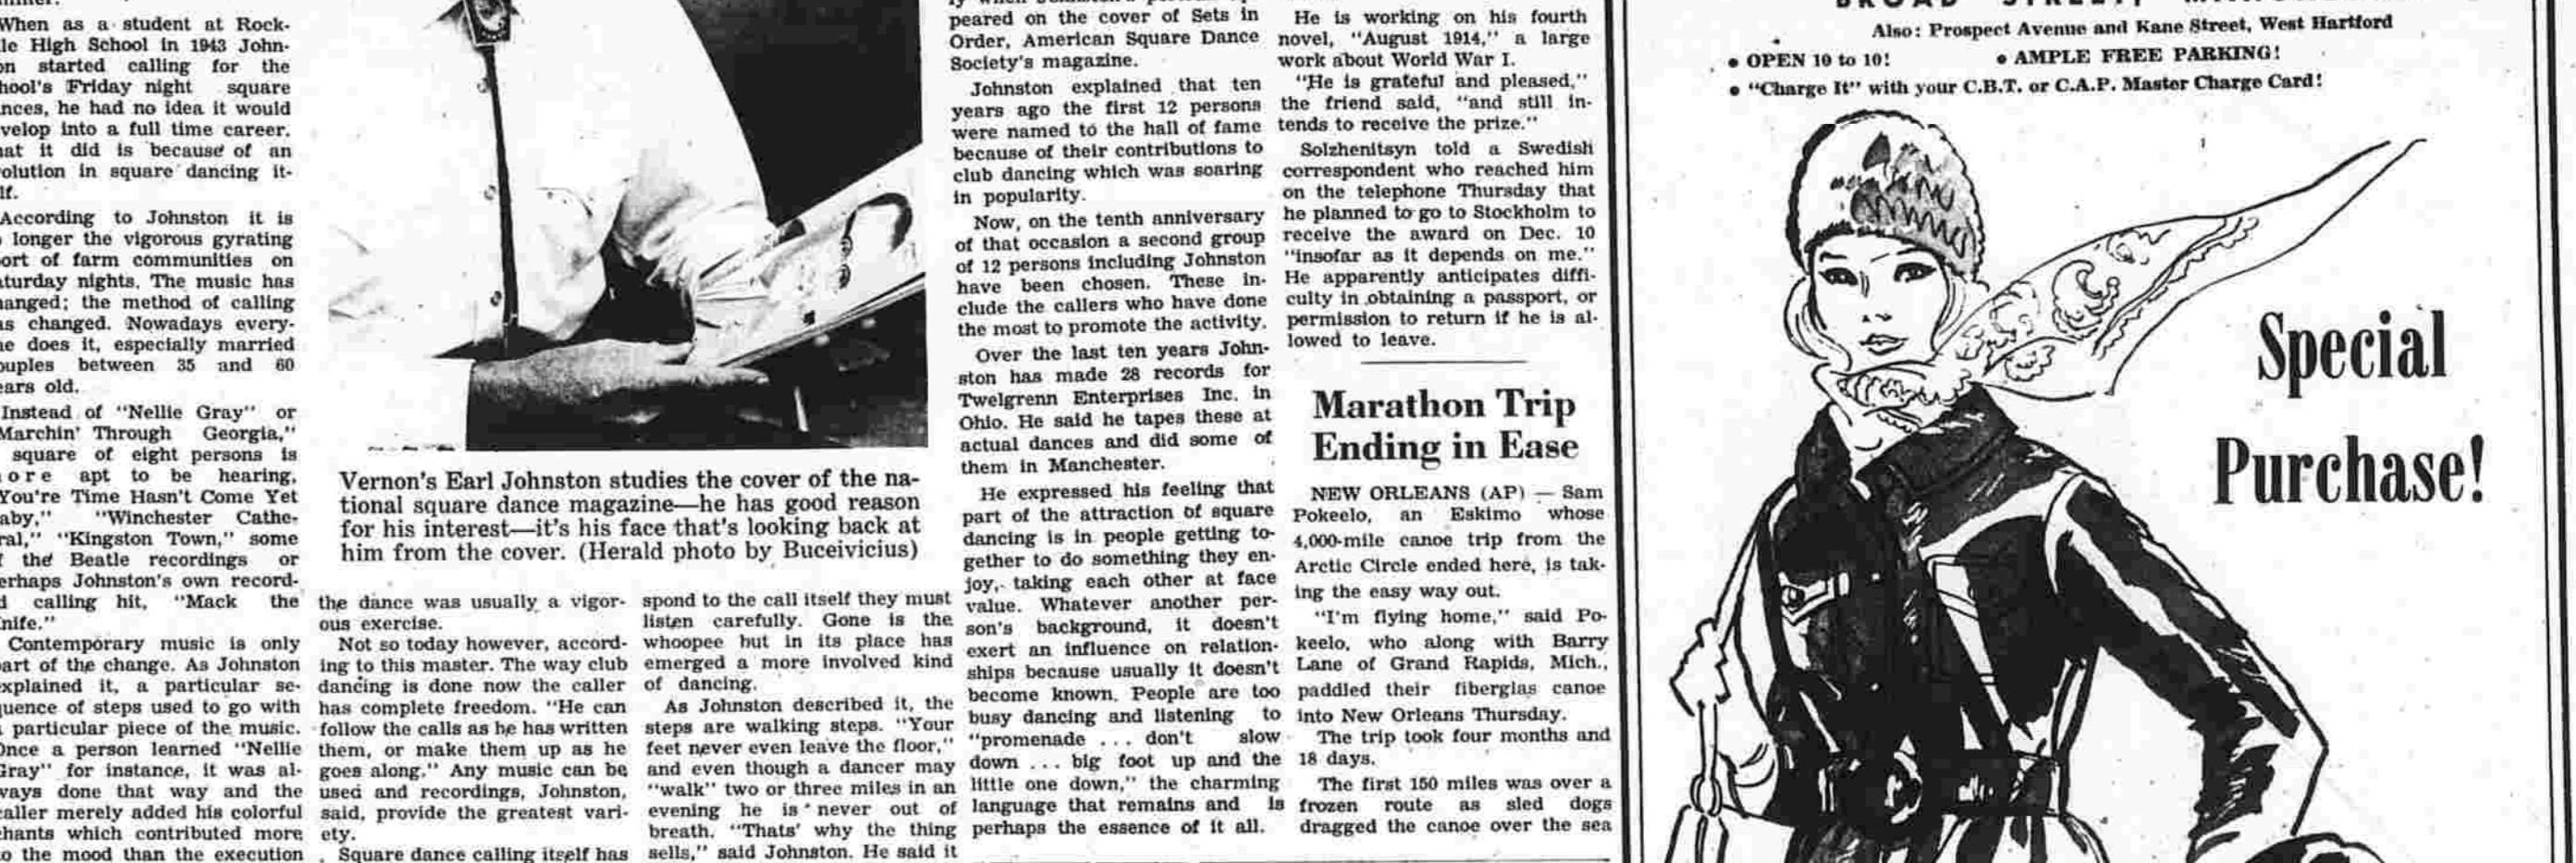 When as a student at Rock-
le High School in 1943 John-
on started calling for the
hool's Friday night square
nces, he had no idea it would
velop into a full time career.
at it did is because of an
olution in square dancing it-
lf.
According to Johnston it is
longer the vigorous gyrating
ort of farm communities on
aturday nights. The music has
anged; the method of calling
as changed. Nowadays every-
ne does it, especially married
ouples between 35 and 60
ears old.
Instead of "Nellie Gray" or
Marchin' Through Georgia,"
square of eight persons is
ore apt to be hearing,
You're Time Hasn't Come Yet
aby," "Winchester Cathe-
ral," "Kingston Town," some
f the Beatle recordings or
erhaps Johnston's own record-
d calling hit, "Mack the
nife."
Contemporary music is only
art of the change. As Johnston
xplained it, a particular se-
uence of steps used to go with
particular piece of the music.
Once a person learned "Nellie
Gray" for instance, it was al-
ways done that way and the
caller merely added his colorful
chants which contributed more
to the mood than the execution
Vernon's Earl Johnston studies the cover of the na-
tional square dance magazine—he has good reason
for his interest—it's his face that's looking back at
him from the cover. (Herald photo by Buceivicius)
the dance was usually a vigor-
ous exercise.
Not so today however, accord-
ing to this master. The way club
dancing is done now the caller
has complete freedom. "He can
follow the calls as he has written
them, or make them up as he
goes along." Any music can be
used and recordings, Johnston,
said, provide the greatest vari-
ety.
Square dance calling itself has
spond to the call itself they must
listen carefully. Gone is the
whoopee but in its place has
emerged a more involved kind
of dancing.
As Johnston described it, the
steps are walking steps. "Your
feet never even leave the floor,"
and even though a dancer may
"walk" two or three miles in an
evening he is never out of
breath. "Thats' why the thing
sells," said Johnston. He said it
peared on the cover of Sets in
Order, American Square Dance
Society's magazine.
Johnston explained that ten
years ago the first 12 persons
were named to the hall of fame
because of their contributions to
club dancing which was soaring
in popularity.
Now, on the tenth anniversary
of that occasion a second group
of 12 persons including Johnston
have been chosen. These in-
clude the callers who have done
the most to promote the activity.
Over the last ten years John-
ston has made 28 records for
Twelgrenn Enterprises Inc. in
Ohio. He said he tapes these at
actual dances and did some of
them in Manchester.
He expressed his feeling that
part of the attraction of square
dancing is in people getting to-
gether to do something they en-
joy, taking each other at face
value. Whatever another per-
son's background, it doesn't
exert an influence on relation-
ships because usually it doesn't
become known. People are too
busy dancing and listening to
"promenade ... don't slow
down ... big foot up and the
little one down," the charming
language that remains and is
perhaps the essence of it all.
He is working on his fourth
novel, "August 1914," a large
work about World War I.
"He is grateful and pleased,"
the friend said, "and still in-
tends to receive the prize."
Solzhenitsyn told a Swedish
correspondent who reached him
on the telephone Thursday that
he planned to go to Stockholm to
receive the award on Dec. 10
"insofar as it depends on me."
He apparently anticipates diffi-
culty in obtaining a passport, or
permission to return if he is al-
lowed to leave.
Marathon Trip
Ending in Ease
NEW ORLEANS (AP) — Sam
Pokeelo, an Eskimo whose
4,000-mile canoe trip from the
Arctic Circle ended here, is tak-
ing the easy way out.
"I'm flying home," said Po-
keelo, who along with Barry
Lane of Grand Rapids, Mich.,
paddled their fiberglas canoe
into New Orleans Thursday.
The trip took four months and
18 days.
The first 150 miles was over a
frozen route as sled dogs
dragged the canoe over the sea
Also: Prospect Avenue and Kane Street, West Hartford
• OPEN 10 to 10! • AMPLE FREE PARKING!
• "Charge It" with your C.B.T. or C.A.P. Master Charge Card!
Special
Purchase!